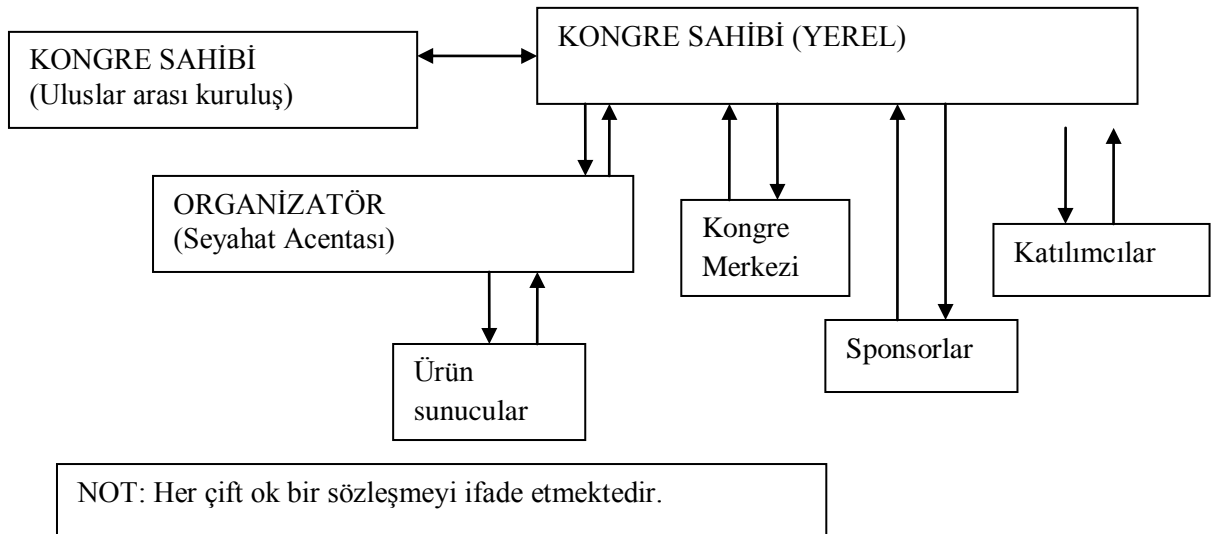 KONGRE SAHİBİ
(Uluslar arası kuruluş)
KONGRE SAHİBİ (YEREL)
ORGANİZATÖR
(Seyahat Acentası)
Kongre
Merkezi
Katılımcılar
Sponsorlar
Ürün
sunucular
NOT: Her çift ok bir sözleşmeyi ifade etmektedir.